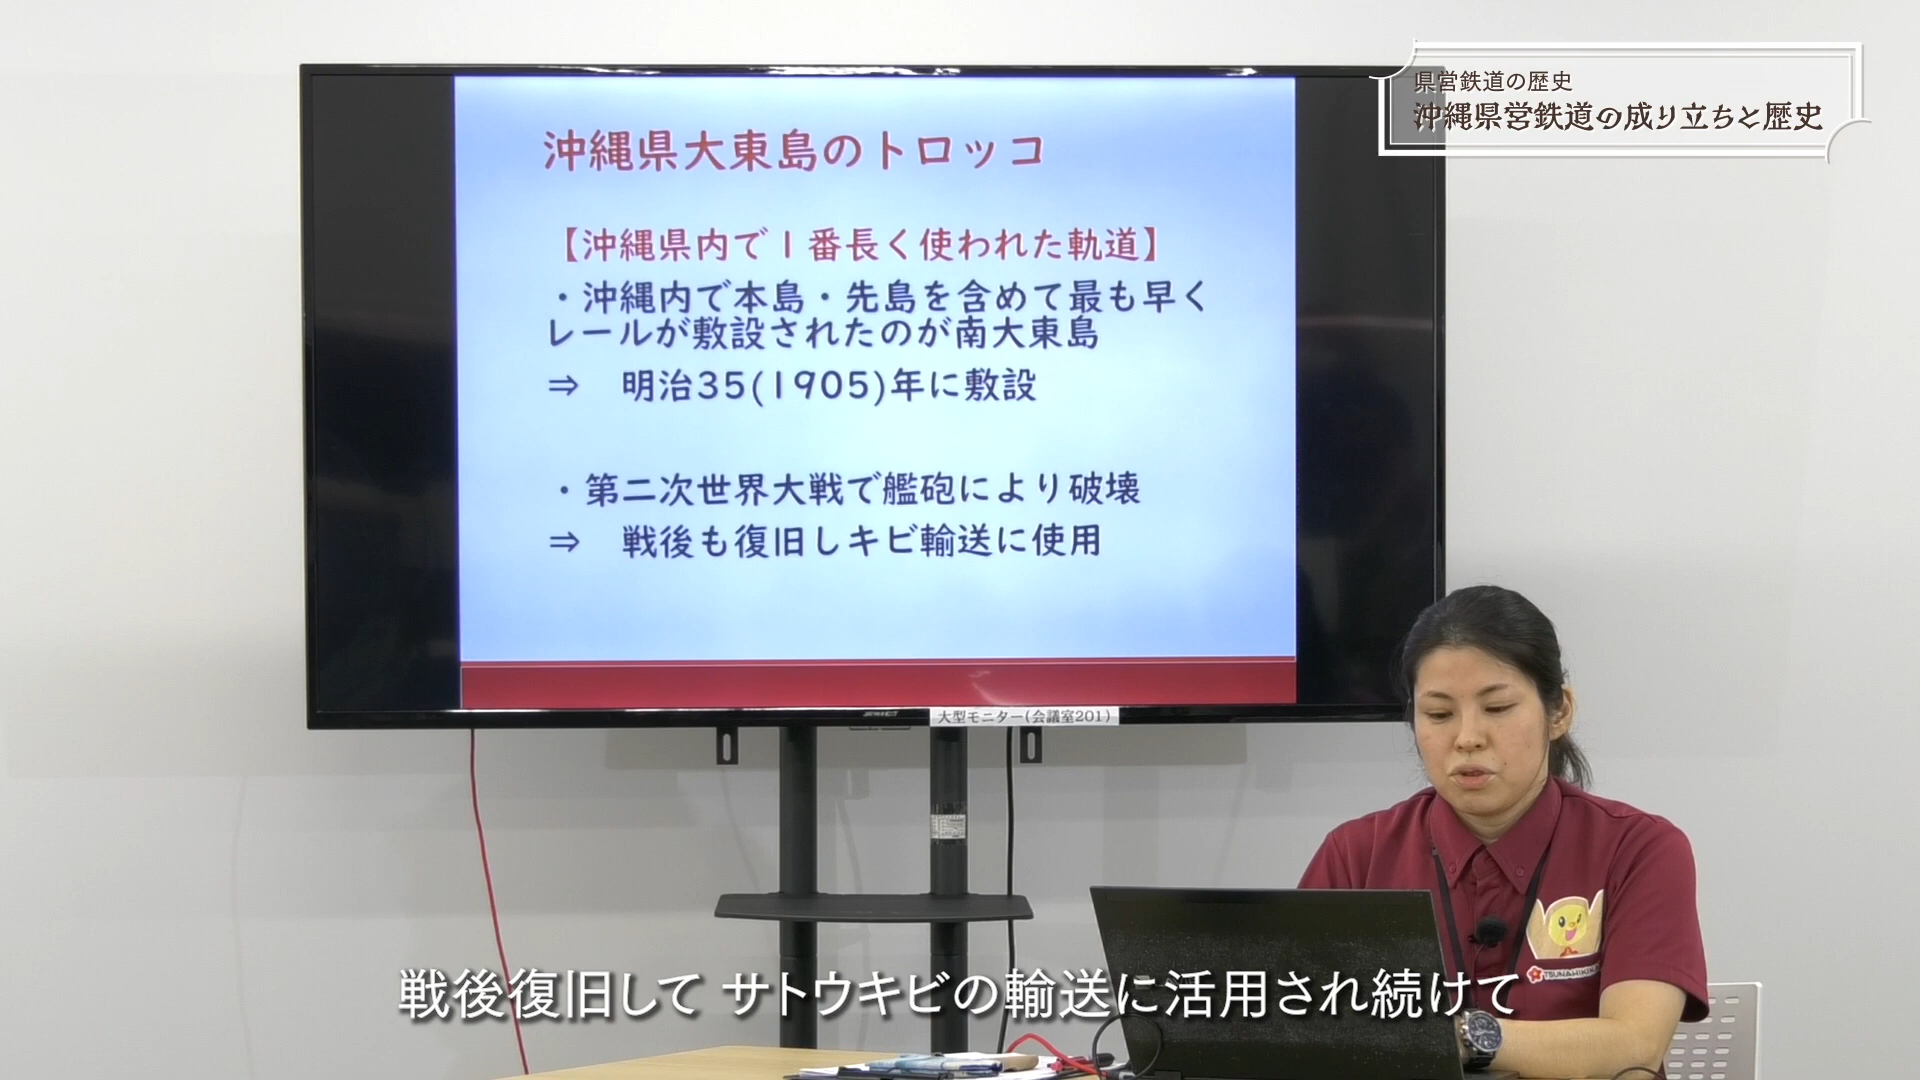 県営鉄道の歴史
沖縄県営鉄道の成り立ちと歴史
沖縄県大東島のトロッコ
【沖縄県内で1番長く使われた軌道】
・沖縄内で本島・先島を含めて最も早く
レールが敷設されたのが南大東島
⇒ 明治35(1905)年に敷設
・第二次世界大戦で艦砲により破壊
⇒ 戦後も復旧しキビ輸送に使用
大型モニター(会議室201)
戦後復旧して サトウキビの輸送に活用され続けて